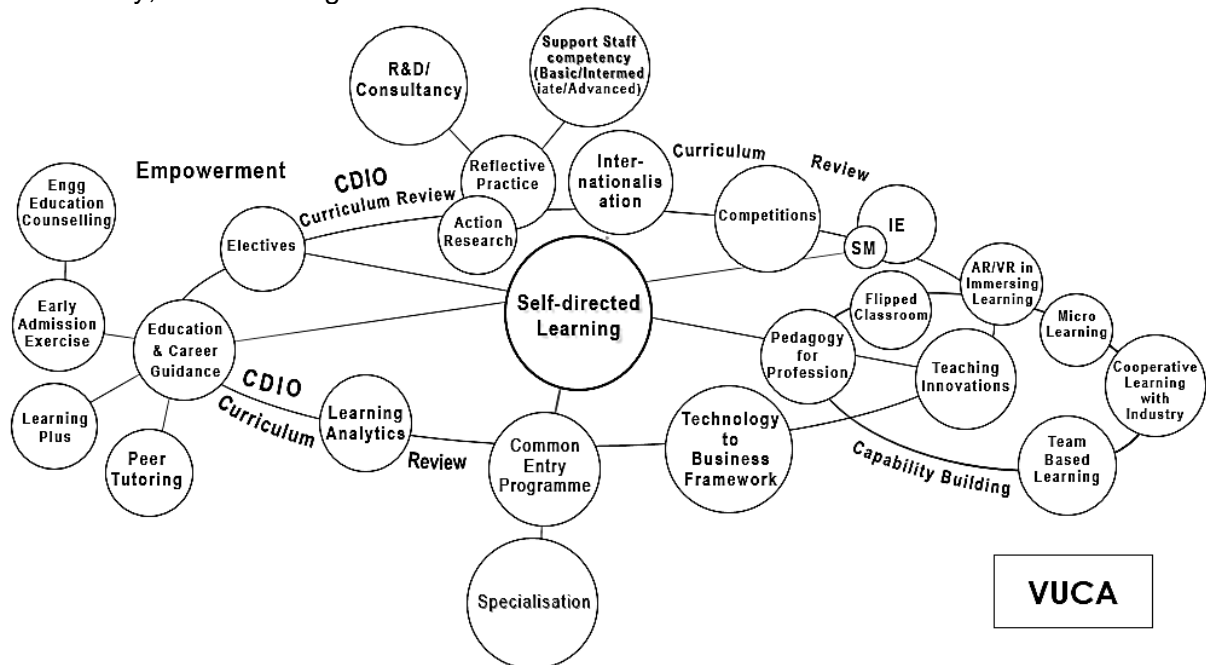 R&D/
Consultancy
Support Staff
competency
(Basic/Intermed
iate/Advanced)
Engg
Education
Counselling
Empowerment
CDIO
Curriculum Review
Reflective
Practice
Action
Research
Inter-
nationalis
ation
Curriculum Review
Competitions
IE
SM
Electives
Early
Admission
Exercise
Education
& Career
Guidance
Self-directed
Learning
Flipped
Classroom
AR/VR in
Immersing
Learning
Micro
Learning
Pedagogy
for
Profession
Teaching
Innovations
Cooperative
Learning
with
Industry
Learning
Plus
Peer
Tutoring
CDIO
Curriculum Review
Learning
Analytics
Common
Entry
Programme
Technology
to
Business
Framework
Capability Building
Team
Based
Learning
Specialisation
VUCA